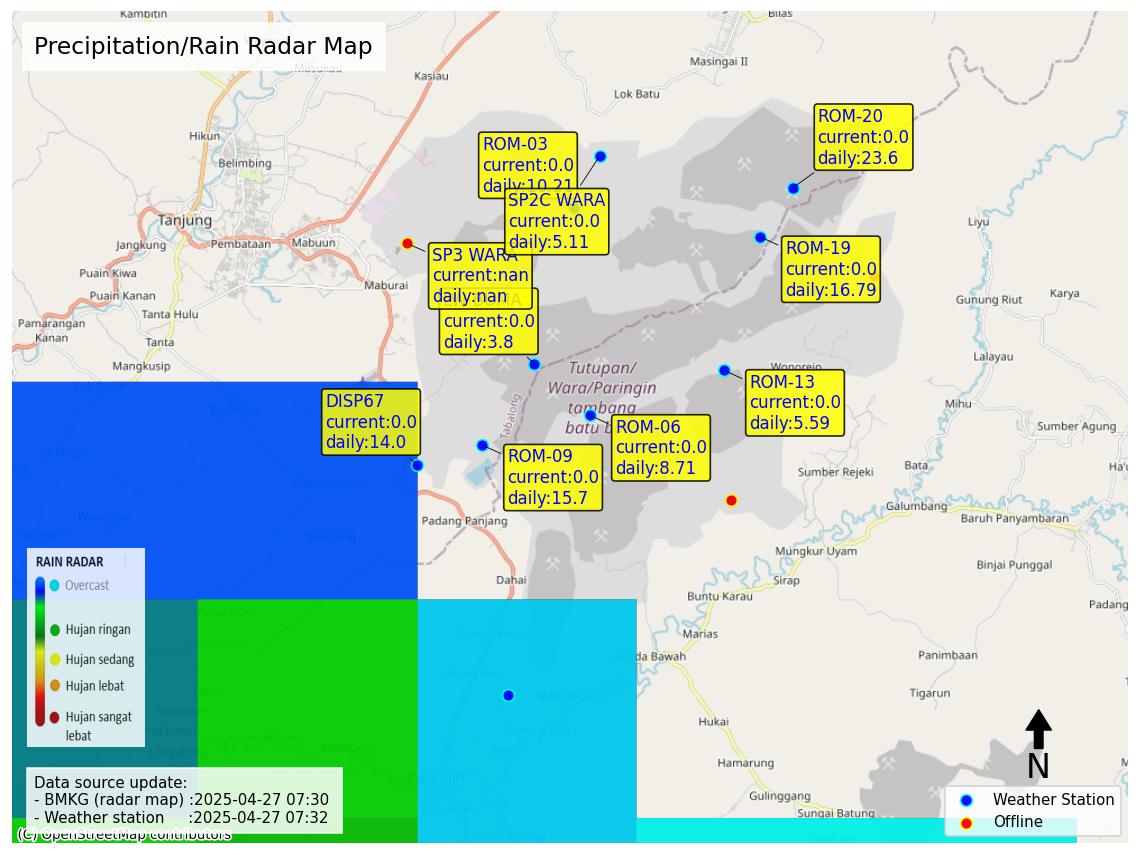 Precipitation/Rain Radar Map
Kambitin
Bilas
Masingai II
Kasiau
Lok Batu
Hikun
Belimbing
Tanjung
Jangkung
Pembataan
Mabuun
Puain Kiwa
Maburai
Puain Kanan
Tanta Hulu
Pamarangan
Kanan
Tanta
Mangkusip
ROM-03
current:0.0
daily:10.21
SP2C WARA
current:0.0
daily:5.11
ROM-20
current:0.0
daily:23.6
ROM-19
current:0.0
daily:16.79
SP3 WARA
current:nan
daily:nan
current:0.0
daily:3.8
Liyu
Gunung Riut
Karya
Lalayau
Wonorejo
Mihu
Sumber Agung
Tutupan/
Wara/Paringin
tambang
batu
Tabalong
DISP67
current:0.0
daily:14.0
ROM-13
current:0.0
daily:5.59
ROM-06
current:0.0
daily:8.71
ROM-09
current:0.0
daily:15.7
Sumber Rejeki
Bata
Ha'u
Galumbang
Baruh Panyambaran
Padang Panjang
Mungkur Uyam
Binjai Punggal
Dahai
Sirap
Buntu Karau
Padang
Marias
Lamida Bawah
Panimbaan
Tigarun
Hukai
Hamarung
Gulinggang
Sungai Batung
Warukin
Tamiyang
Paringin
RAIN RADAR
Overcast
Hujan ringan
Hujan sedang
Hujan lebat
Hujan sangat
lebat
Data source update:
- BMKG (radar map) :2025-04-27 07:30
- Weather station :2025-04-27 07:32
(C) OpenStreetMap contributors
N
Weather Station
Offline